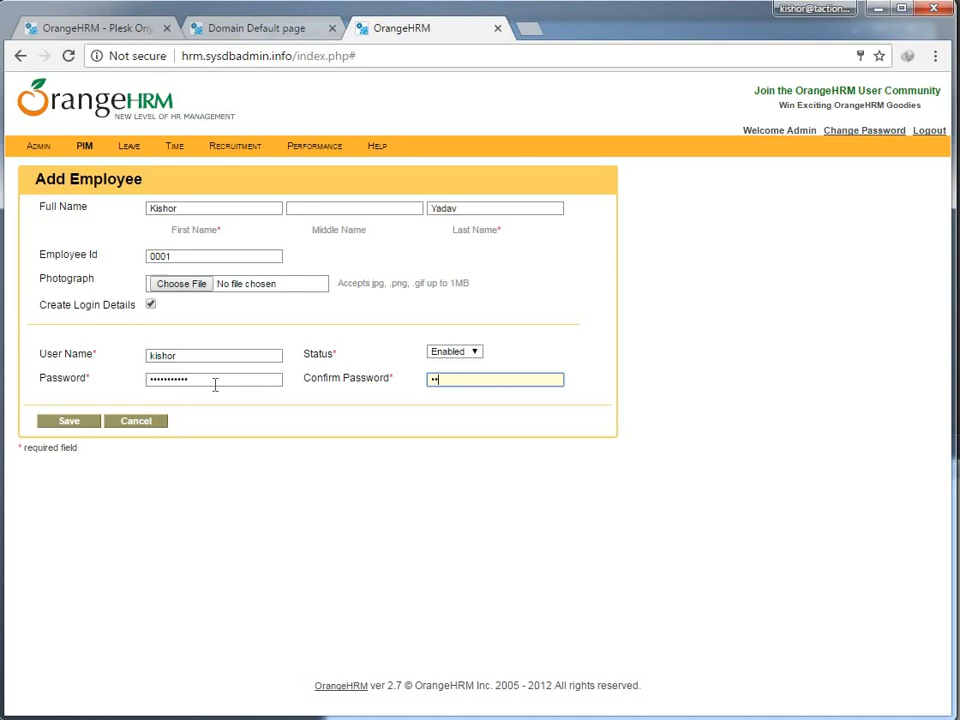 kishor@taction...
OrangeHRM - Plesk Ony × Domain Default page × OrangeHRM ×
Not secure hrm.sysdbadmin.info/index.php#
OrangeHRM
NEW LEVEL OF HR MANAGEMENT
Join the OrangeHRM User Community
Win Exciting OrangeHRM Goodies
Welcome Admin Change Password Logout
ADMIN PIM LEAVE TIME RECRUITMENT PERFORMANCE HELP
Add Employee
Full Name Kishor Yadav
First Name* Middle Name Last Name*
Employee Id 0001
Photograph Choose File No file chosen Accepts jpg, .png, .gif up to 1MB
Create Login Details
User Name* kishor Status* Enabled
Password* ••••••••••• Confirm Password* ••
Save Cancel
* required field
OrangeHRM ver 2.7 © OrangeHRM Inc. 2005 - 2012 All rights reserved.